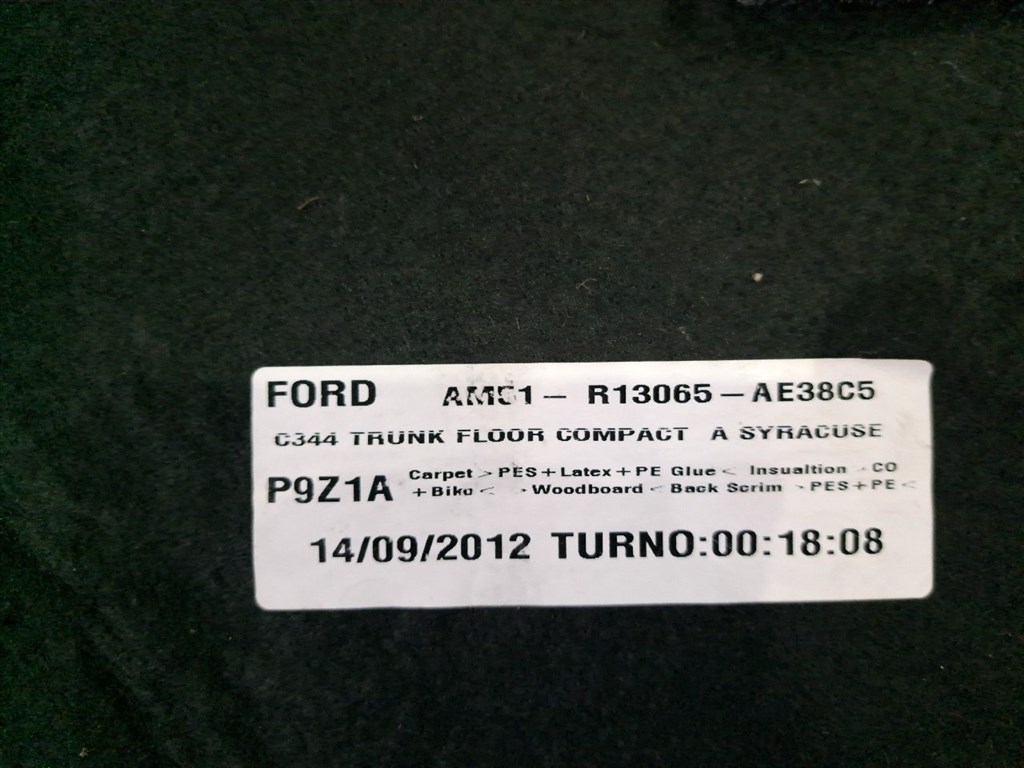 FORD AM51 - R13065 - AE38C5
C344 TRUNK FLOOR COMPACT A SYRACUSE
P9Z1A Carpet > PES + Latex + PE Glue < Insualtion > CO
+ Biko < > Woodboard < Back Scrim > PES + PE <
14/09/2012 TURNO:00:18:08